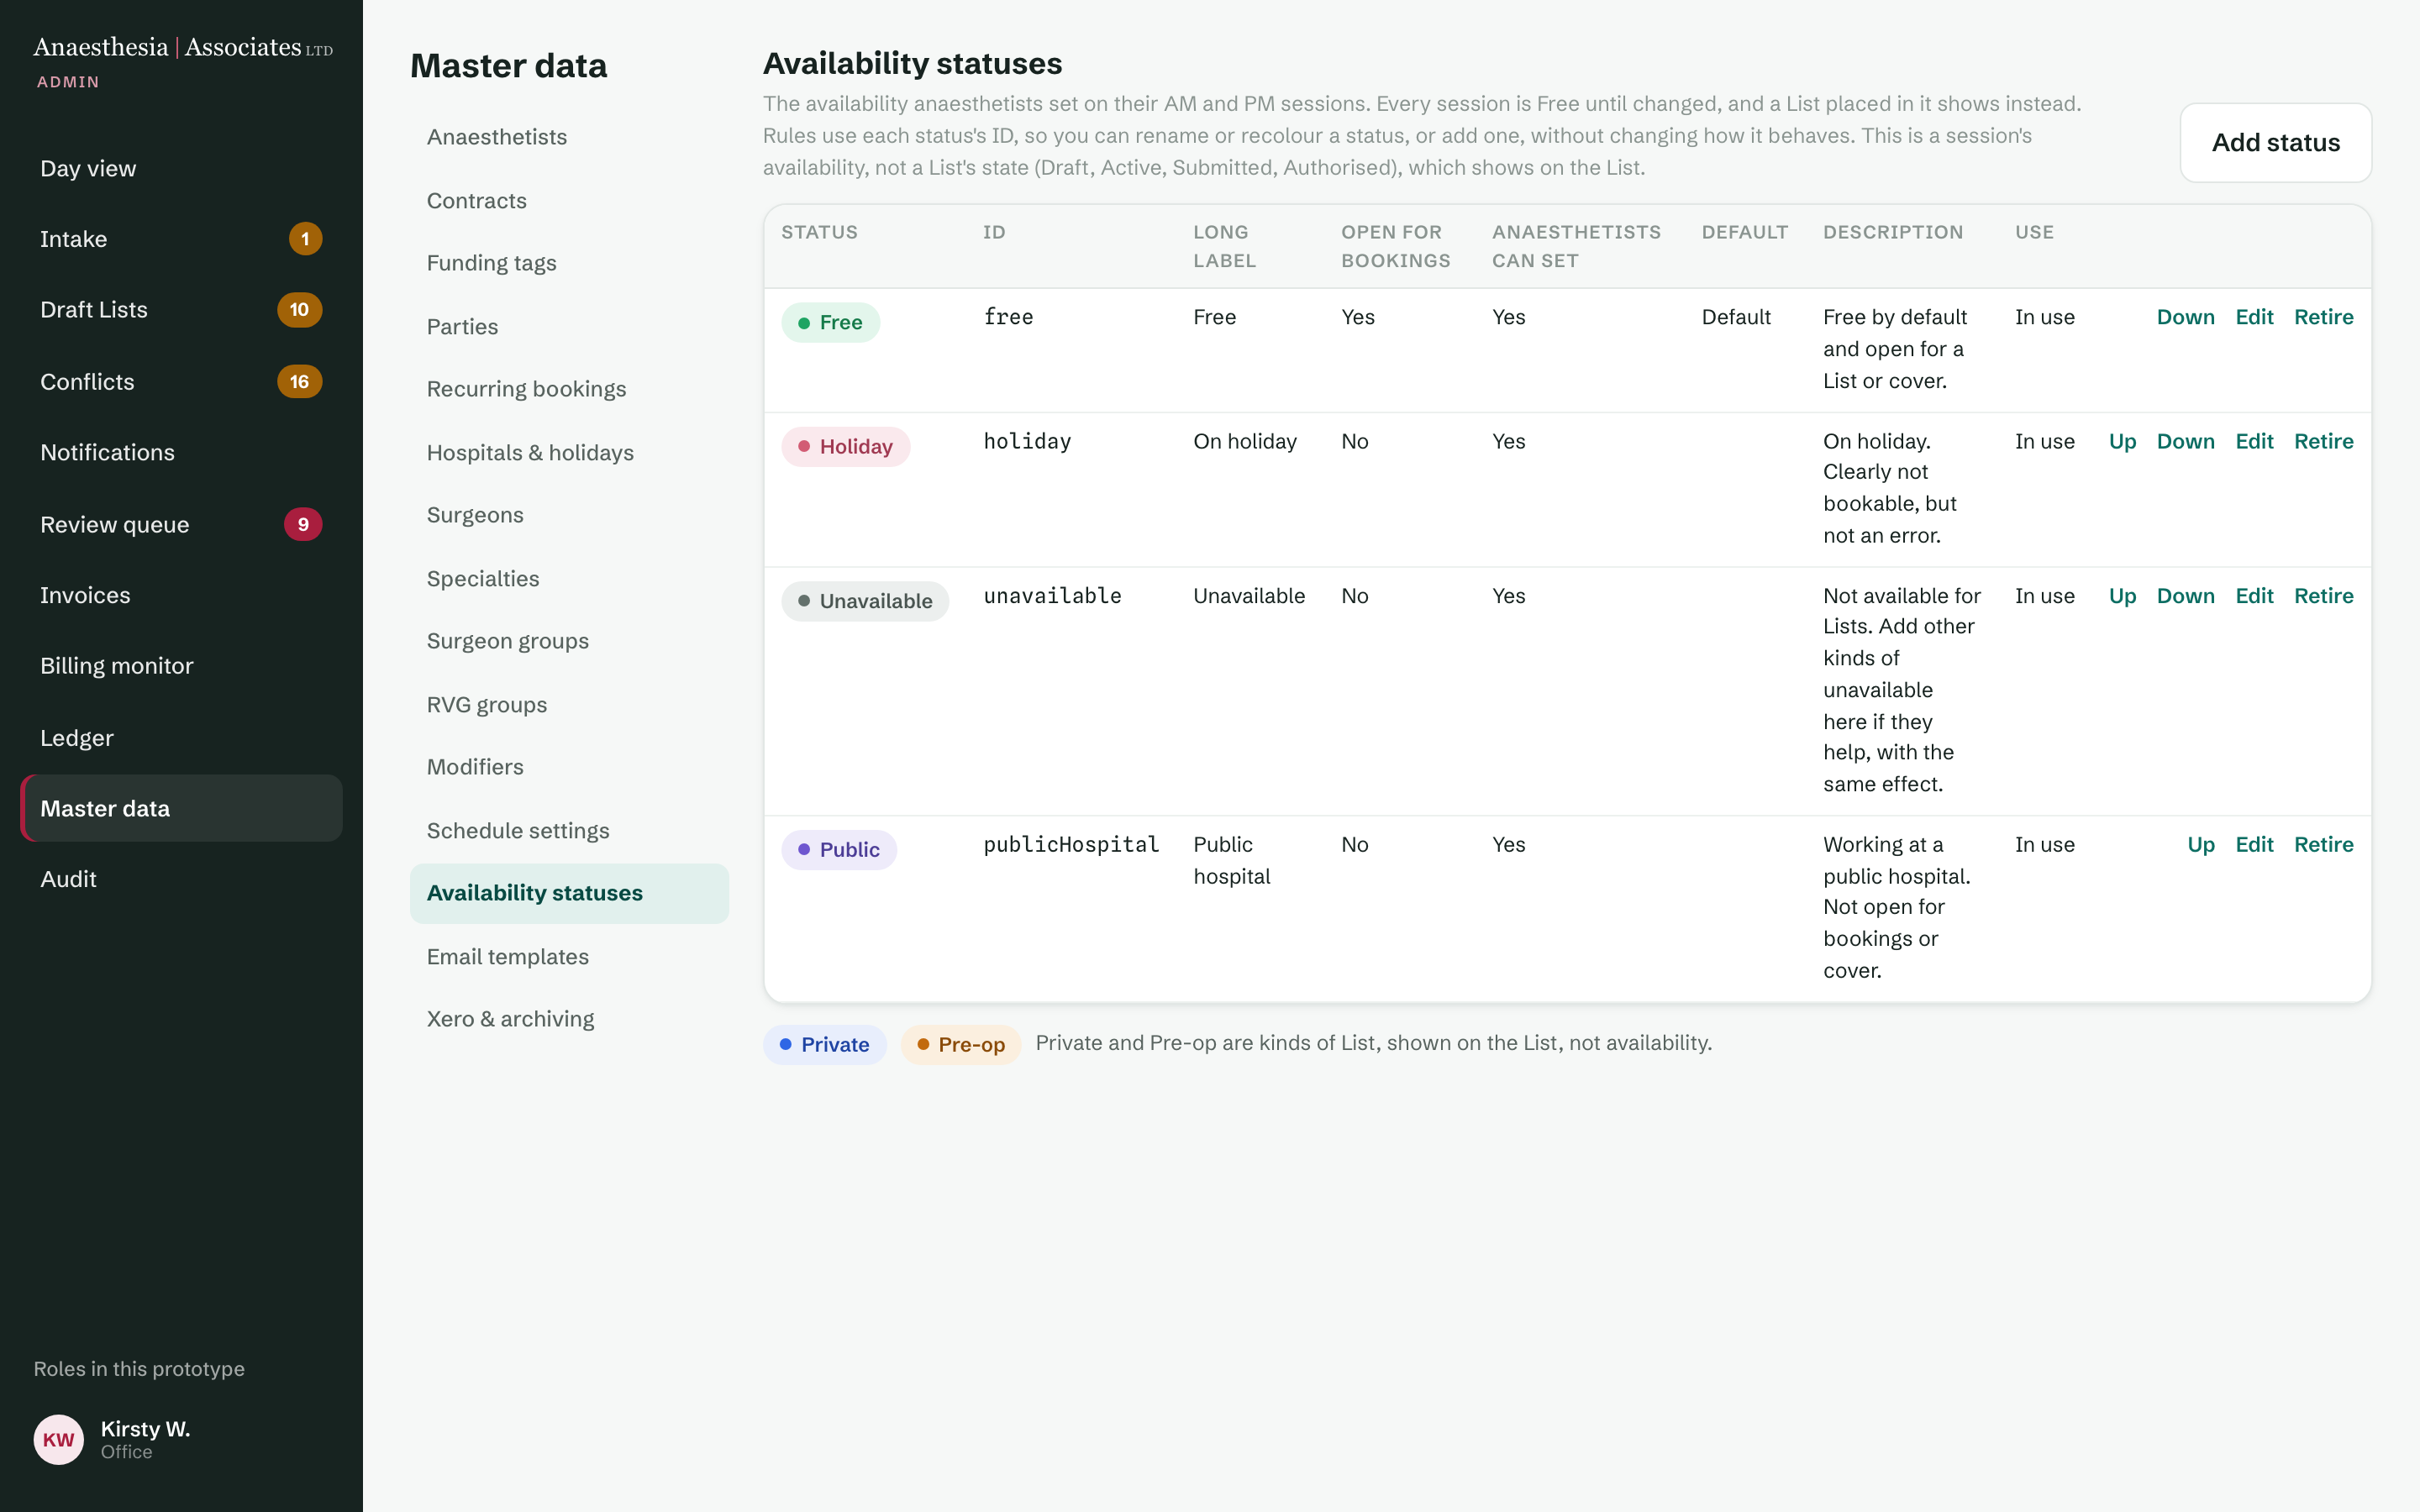 Anaesthesia | Associates LTD
ADMIN
Day view
Intake 1
Draft Lists 10
Conflicts 16
Notifications
Review queue 9
Invoices
Billing monitor
Ledger
Master data
Audit
Roles in this prototype
KW
Kirsty W.
Office
Master data
Anaesthetists
Contracts
Funding tags
Parties
Recurring bookings
Hospitals & holidays
Surgeons
Specialties
Surgeon groups
RVG groups
Modifiers
Schedule settings
Availability statuses
Email templates
Xero & archiving
Availability statuses
The availability anaesthetists set on their AM and PM sessions. Every session is Free until changed, and a List placed in it shows instead.
Rules use each status's ID, so you can rename or recolour a status, or add one, without changing how it behaves. This is a session's
availability, not a List's state (Draft, Active, Submitted, Authorised), which shows on the List.
Add status
STATUS ID LONG OPEN FOR ANAESTHETISTS DEFAULT DESCRIPTION USE
LABEL BOOKINGS CAN SET
Free free Free Yes Yes Default Free by default In use Down Edit Retire
and open for a
List or cover.
Holiday holiday On holiday No Yes On holiday. In use Up Down Edit Retire
Clearly not
bookable, but
not an error.
Unavailable unavailable Unavailable No Yes Not available for In use Up Down Edit Retire
Lists. Add other
kinds of
unavailable
here if they
help, with the
same effect.
Public publicHospital Public No Yes Working at a In use Up Edit Retire
hospital public hospital.
Not open for
bookings or
cover.
Private Pre-op Private and Pre-op are kinds of List, shown on the List, not availability.